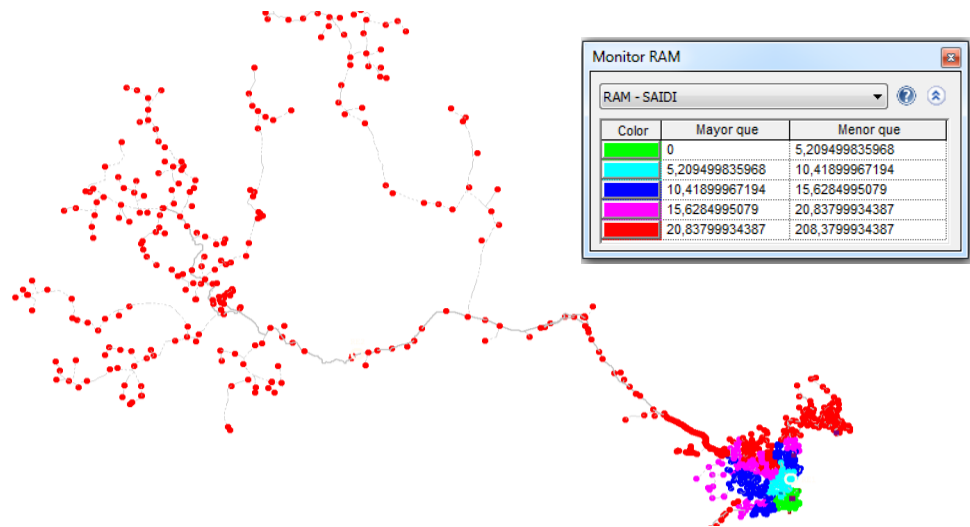 Monitor RAM
RAM - SAIDI
Color Mayor que Menor que
0 5,209499835968
5,209499835968 10,41899967194
10,41899967194 15,6284995079
15,6284995079 20,83799934387
20,83799934387 208,3799934387